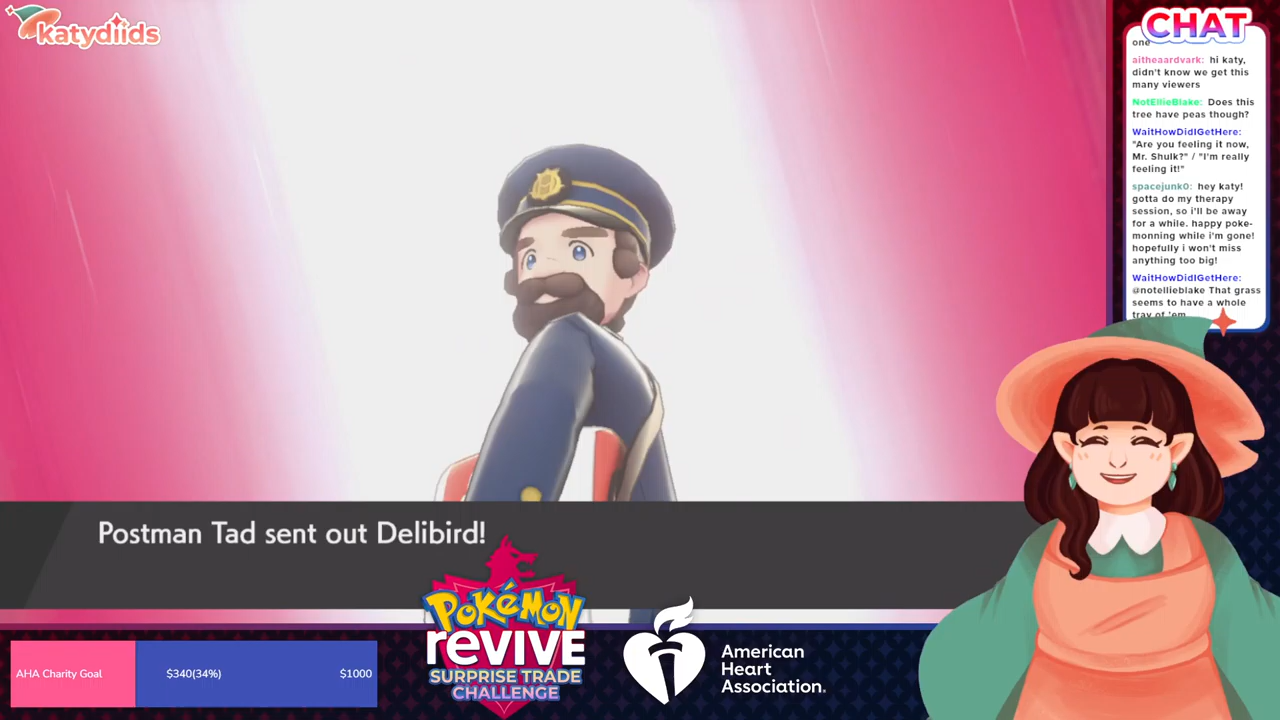 katydiids
CHAT
one
aitheaardvark: hi katy,
didn't know we get this
many viewers
NotEllieBlake: Does this
tree have peas though?
WaitHowDidIGetHere:
"Are you feeling it now,
Mr. Shulk?" / "I'm really
feeling it!"
spacejunk0: hey katy!
gotta do my therapy
session, so i'll be away
for a while. happy poke-
monning while i'm gone!
hopefully i won't miss
anything too big!
WaitHowDidIGetHere:
@notellieblake That grass
seems to have a whole
tray of 'em
Postman Tad sent out Delibird!
AHA Charity Goal
$340(34%)
$1000
POKéMON
reVIVE
SURPRISE TRADE
CHALLENGE
American
Heart
Association.